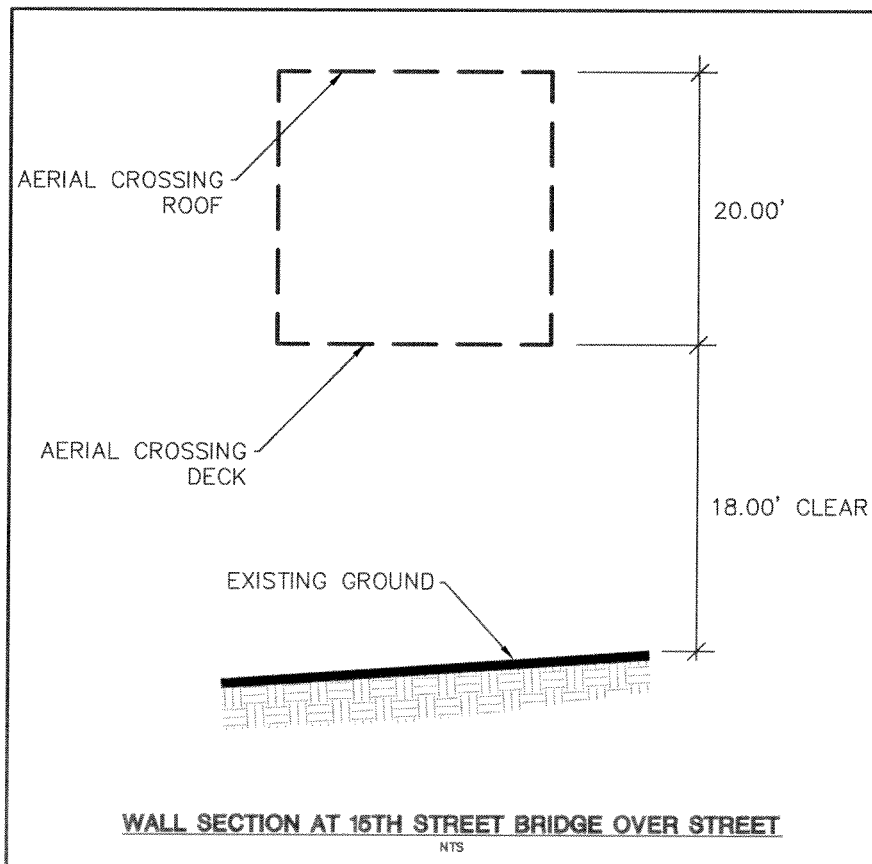 AERIAL CROSSING
ROOF
20.00'
AERIAL CROSSING
DECK
18.00' CLEAR
EXISTING GROUND
WALL SECTION AT 15TH STREET BRIDGE OVER STREET
NTS